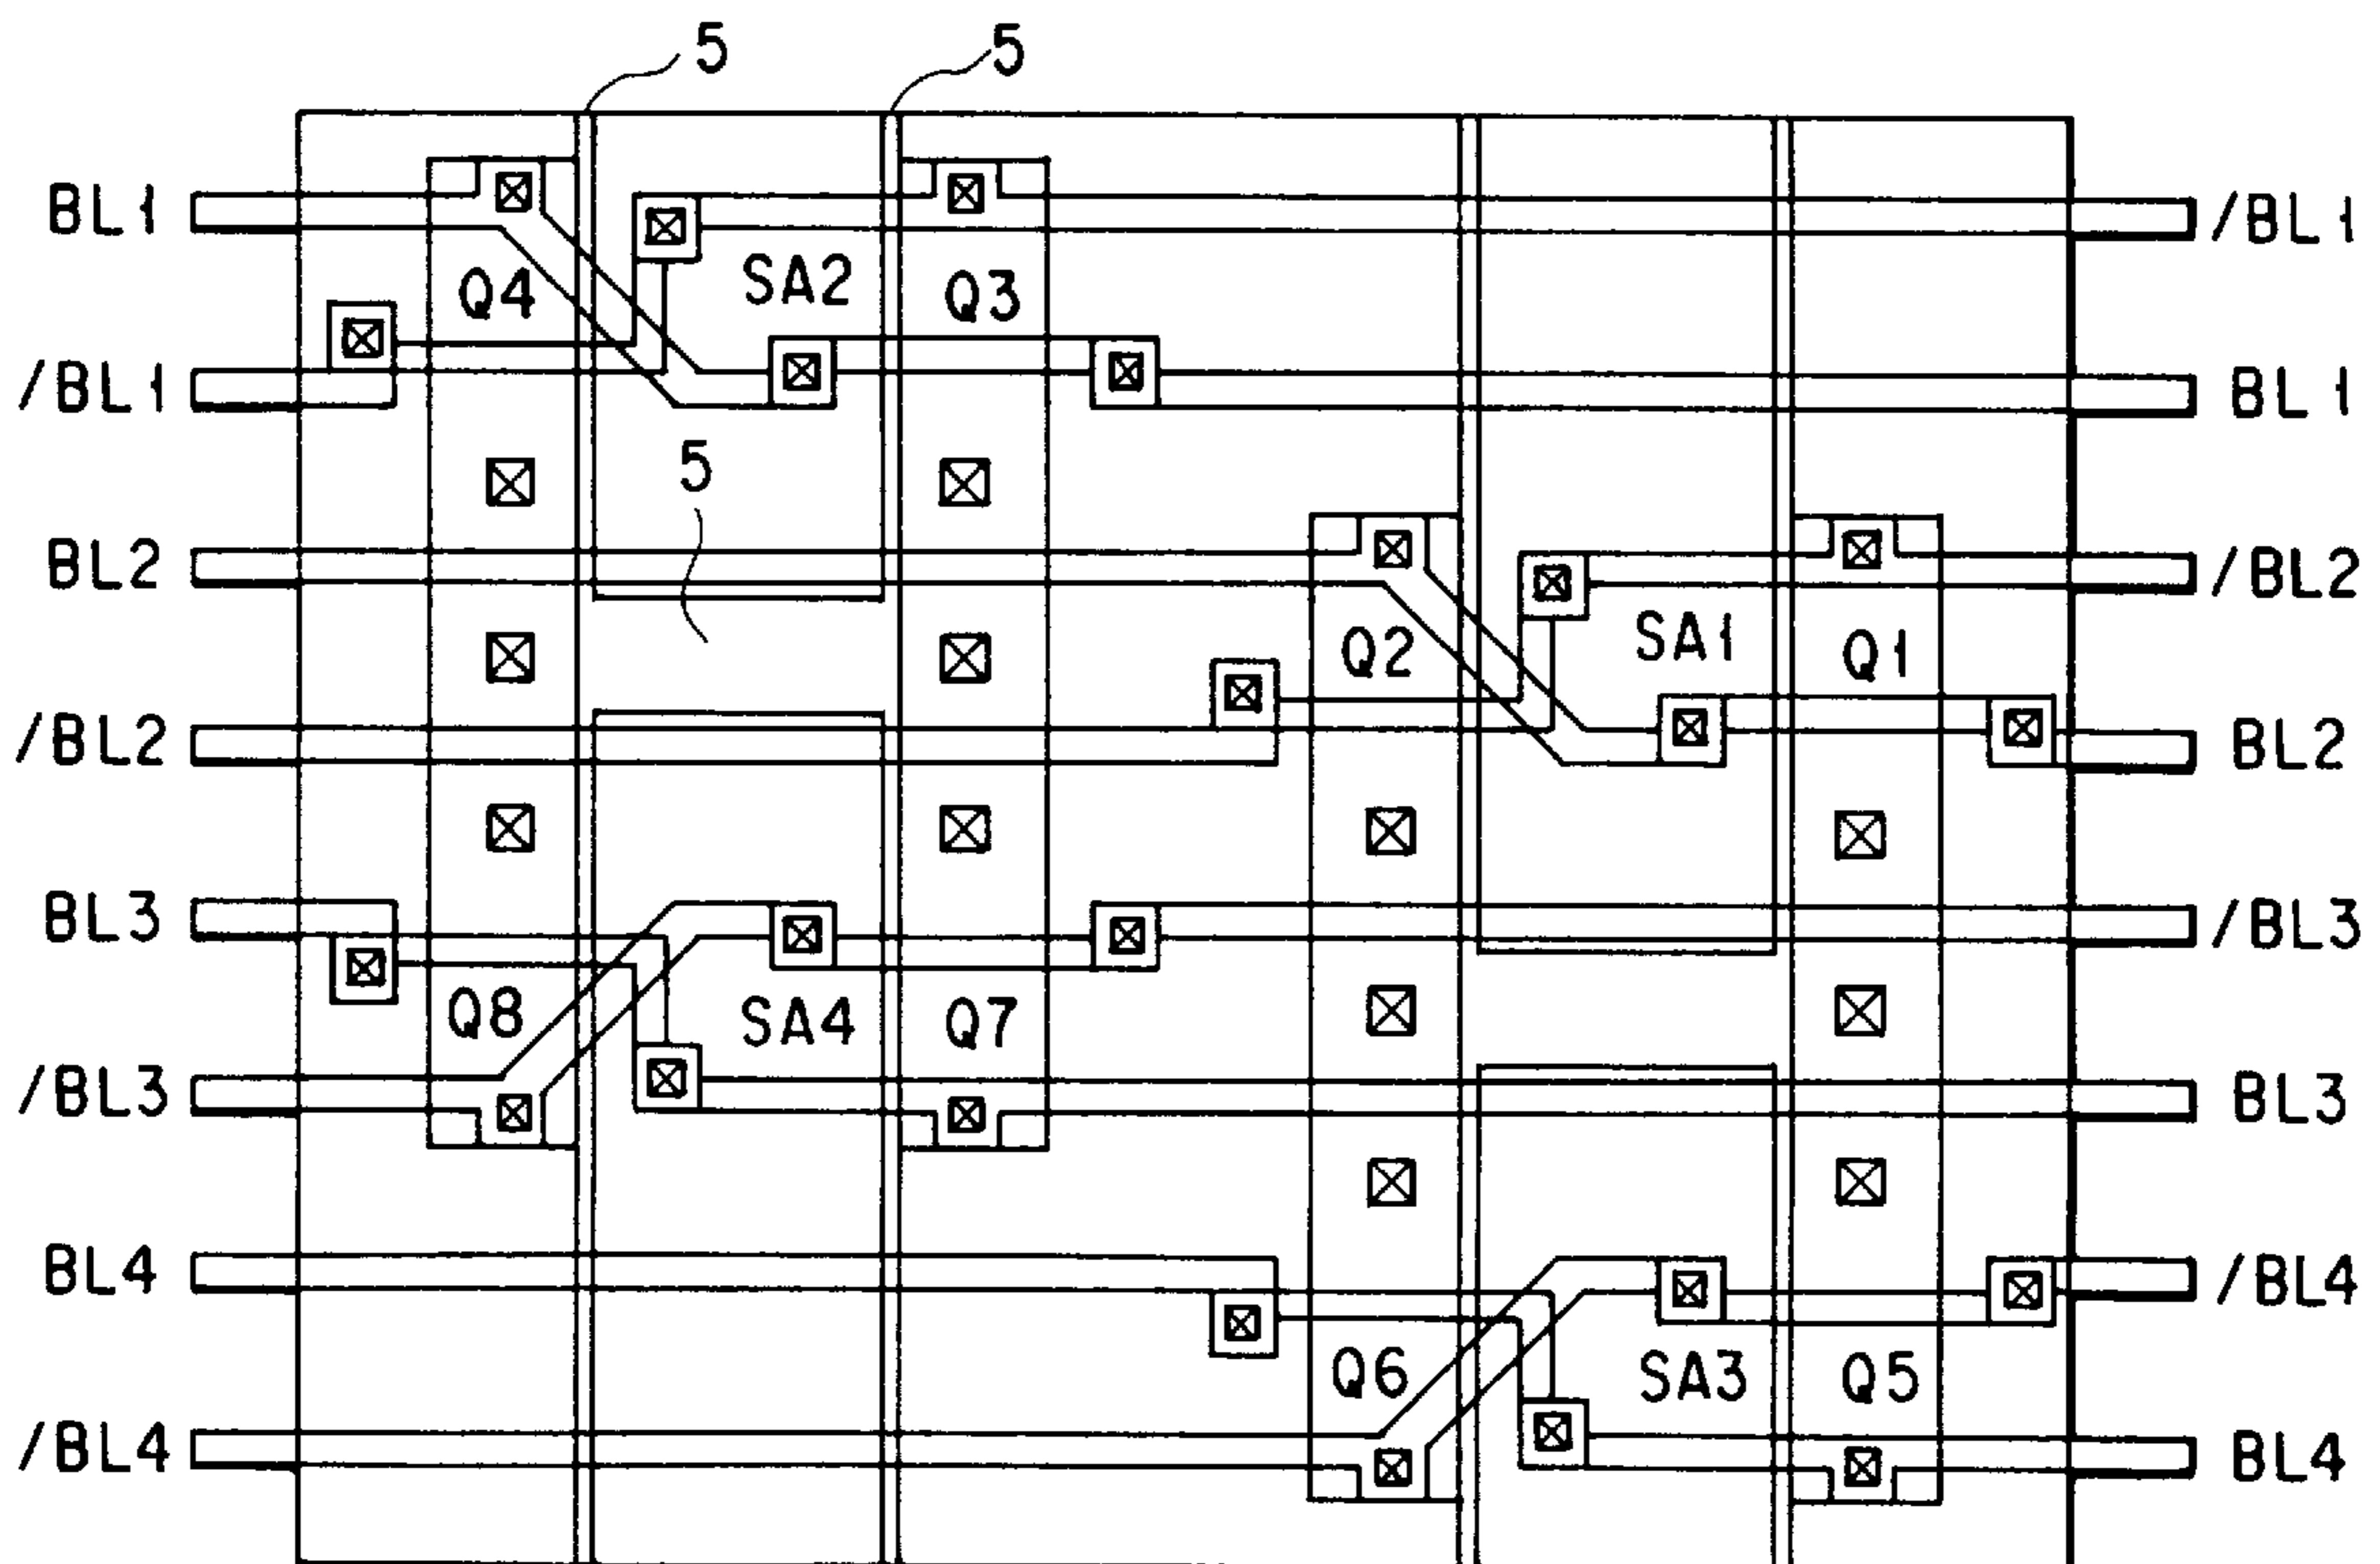 5 5
BL1 /BL1
Q4 SA2 Q3
/BL1 BL1
5
BL2 /BL2
Q2 SA1 Q1
/BL2 BL2
BL3 /BL3
Q8 SA4 Q7
/BL3 BL3
BL4 /BL4
Q6 SA3 Q5
/BL4 BL4